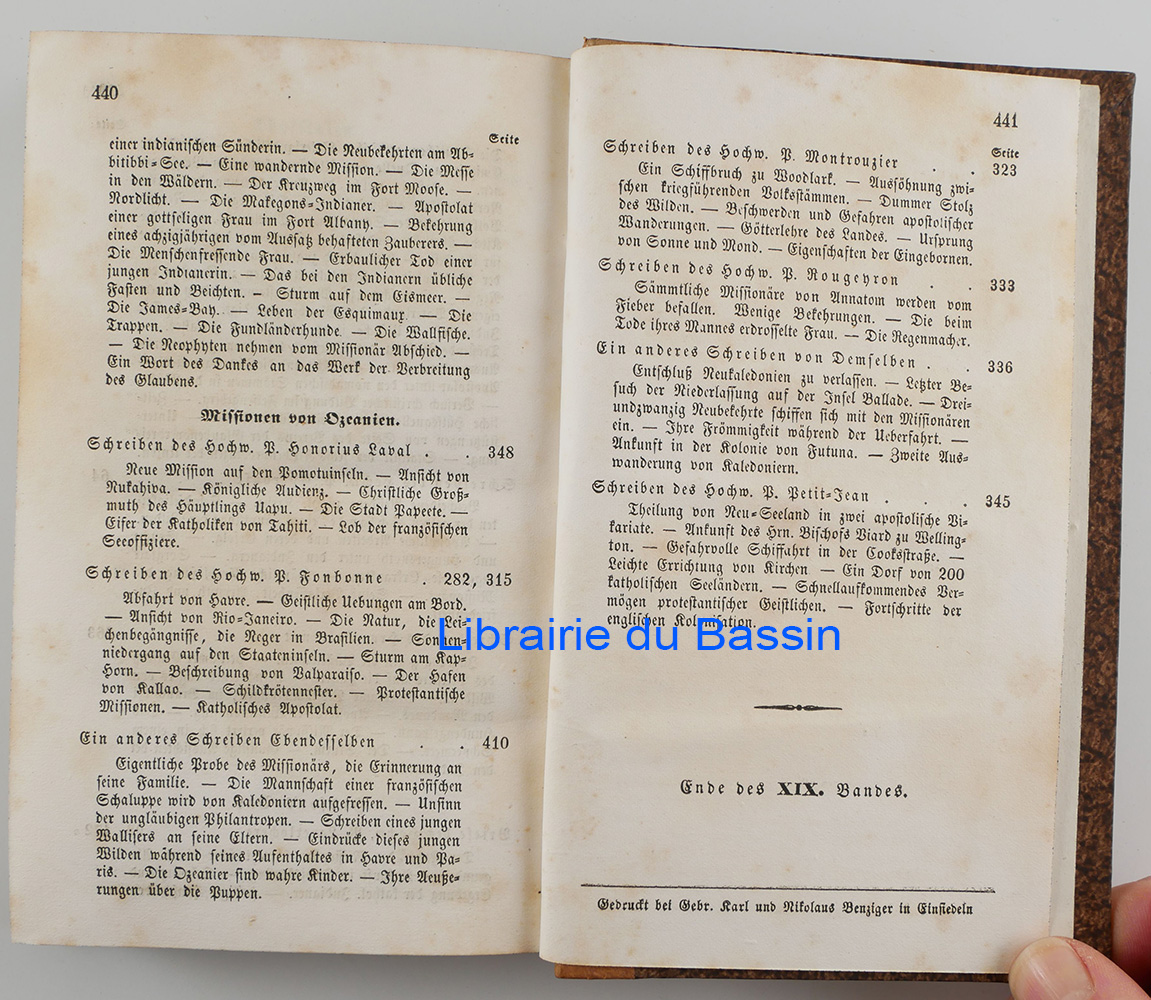 440
Seite
einer indianischen Sünderin. — Die Neubekehrten am Ab-
bitibbi-See. — Eine wandernde Mission. — Die Messe
in den Wäldern. — Der Kreuzweg im Fort Moose. —
Nordlicht. — Die Makegons-Indianer. — Apostolat
einer gottseligen Frau im Fort Albany. — Bekehrung
eines achzigjährigen vom Aussatz behafteten Zauberers. —
Die Menschenfressende Frau. — Erbaulicher Tod einer
jungen Indianerin. — Das bei den Indianern übliche
Fasten und Beichten. – Sturm auf dem Eismeer. —
Die James-Bay. — Leben der Esquimaux. — Die
Trappen. — Die Fundländerhunde. — Die Wallfische.
— Die Neophyten nehmen vom Missionär Abschied. —
Ein Wort des Dankes an das Werk der Verbreitung
des Glaubens.
Missionen von Ozeanien.
Schreiben des Hochw. P. Honorius Laval . . 348
Neue Mission auf den Pomotuinseln. — Ansicht von
Nukahiva. — Königliche Audienz. — Christliche Groß-
muth des Häuptlings Uapu. — Die Stadt Papeete. —
Eifer der Katholiken von Tahiti. — Lob der französischen
Seeoffiziere.
Schreiben des Hochw. P. Fonbonne . 282, 315
Abfahrt von Havre. — Geistliche Uebungen am Bord.
— Ansicht von Rio-Janeiro. — Die Natur, die Lei-
chenbegängnisse, die Neger in Brasilien. — Sonnen-
niedergang auf den Staateninseln. — Sturm am Kap-
Horn. — Beschreibung von Valparaiso. — Der Hafen
von Kallao. — Schildkrötennester. — Protestantische
Missionen. — Katholisches Apostolat.
Ein anderes Schreiben Ebendesselben . . 410
Eigentliche Probe des Missionärs, die Erinnerung an
seine Familie. — Die Mannschaft einer französischen
Schaluppe wird von Kaledoniern aufgefressen. — Unsinn
der ungläubigen Philantropen. — Schreiben eines jungen
Wallisers an seine Eltern. — Eindrücke dieses jungen
Wilden während seines Aufenthaltes in Havre und Pa-
ris. — Die Ozeanier sind wahre Kinder. — Ihre Aeuße-
rungen über die Puppen.
441
Seite
Schreiben des Hochw. P. Montrouzier . . 323
Ein Schiffbruch zu Woodlark. — Aussöhnung zwi-
schen kriegführenden Volksstämmen. — Dummer Stolz
des Wilden. — Beschwerden und Gefahren apostolischer
Wanderungen. — Götterlehre des Landes. — Ursprung
von Sonne und Mond. — Eigenschaften der Eingebornen.
Schreiben des Hochw. P. Rougeyron . . 333
Sämmtliche Missionäre von Annatom werden vom
Fieber befallen. Wenige Bekehrungen. — Die beim
Tode ihres Mannes erdrosselte Frau. — Die Regenmacher.
Ein anderes Schreiben von Demselben . . 336
Entschluß Neukaledonien zu verlassen. — Letzter Be-
such der Niederlassung auf der Insel Ballade. — Drei-
undzwanzig Neubekehrte schiffen sich mit den Missionären
ein. — Ihre Frömmigkeit während der Ueberfahrt. —
Ankunft in der Kolonie von Futuna. — Zweite Aus-
wanderung von Kaledoniern.
Schreiben des Hochw. P. Petit-Jean . . . 345
Theilung von Neu-Seeland in zwei apostolische Vi-
kariate. — Ankunft des Hrn. Bischofs Viard zu Welling-
ton. — Gefahrvolle Schiffahrt in der Cooksstraße. —
Leichte Errichtung von Kirchen — Ein Dorf von 200
katholischen Seeländern. — Schnellaufkommendes Ver-
mögen protestantischer Geistlichen. — Fortschritte der
englischen Kolonisation.
Librairie du Bassin
Ende des XIX. Bandes.
Gedruckt bei Gebr. Karl und Nikolaus Benziger in Einsiedeln